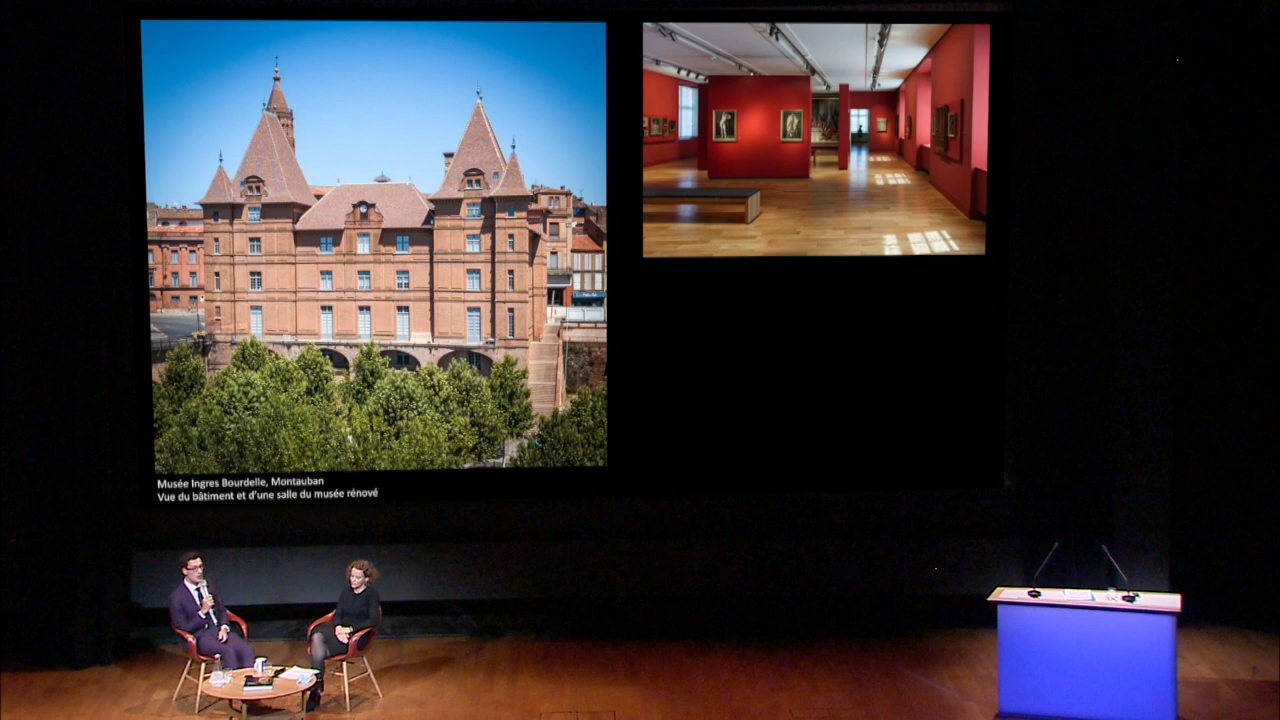 Musée Ingres Bourdelle, Montauban
Vue du bâtiment et d'une salle du musée rénové